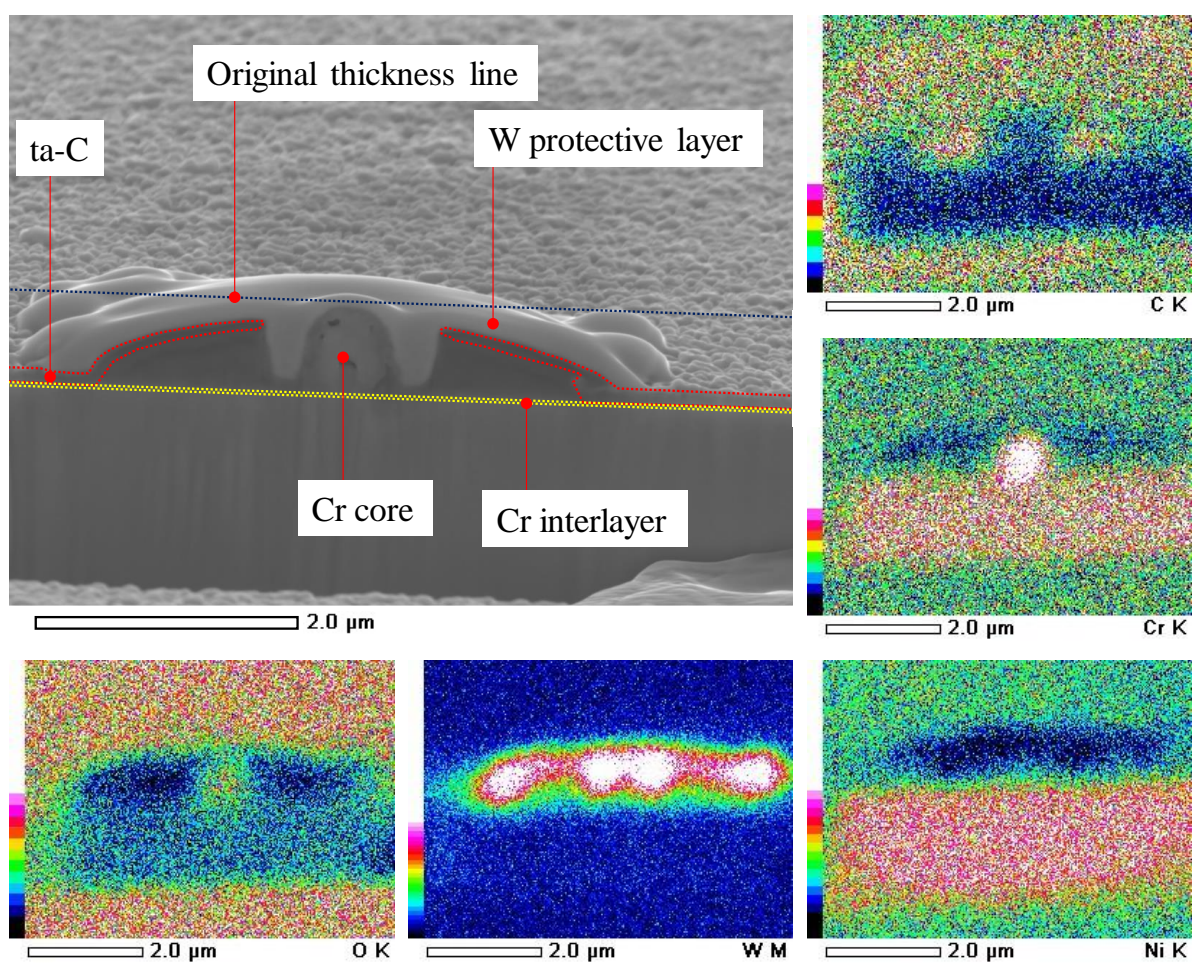 Original thickness line
W protective layer
ta-C
Cr core
Cr interlayer
2.0 μm
2.0 μm C K
2.0 μm Cr K
2.0 μm O K
2.0 μm W M
2.0 μm Ni K